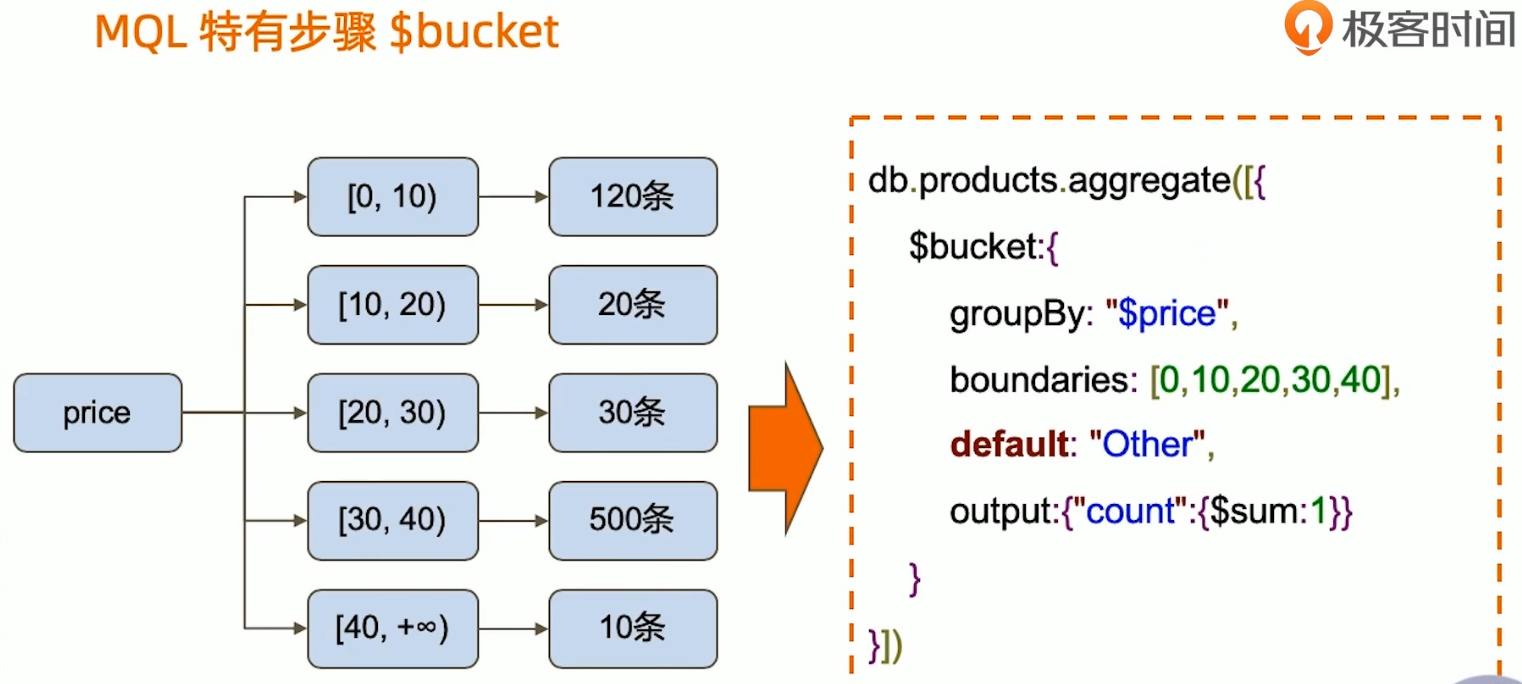 MQL 特有步骤 $bucket
极客时间
price
[0, 10)
120条
[10, 20)
20条
[20, 30)
30条
[30, 40)
500条
[40, +∞)
10条
db.products.aggregate([{
$bucket:{
groupBy: "$price",
boundaries: [0,10,20,30,40],
default: "Other",
output:{"count":{$sum:1}}
}
}])